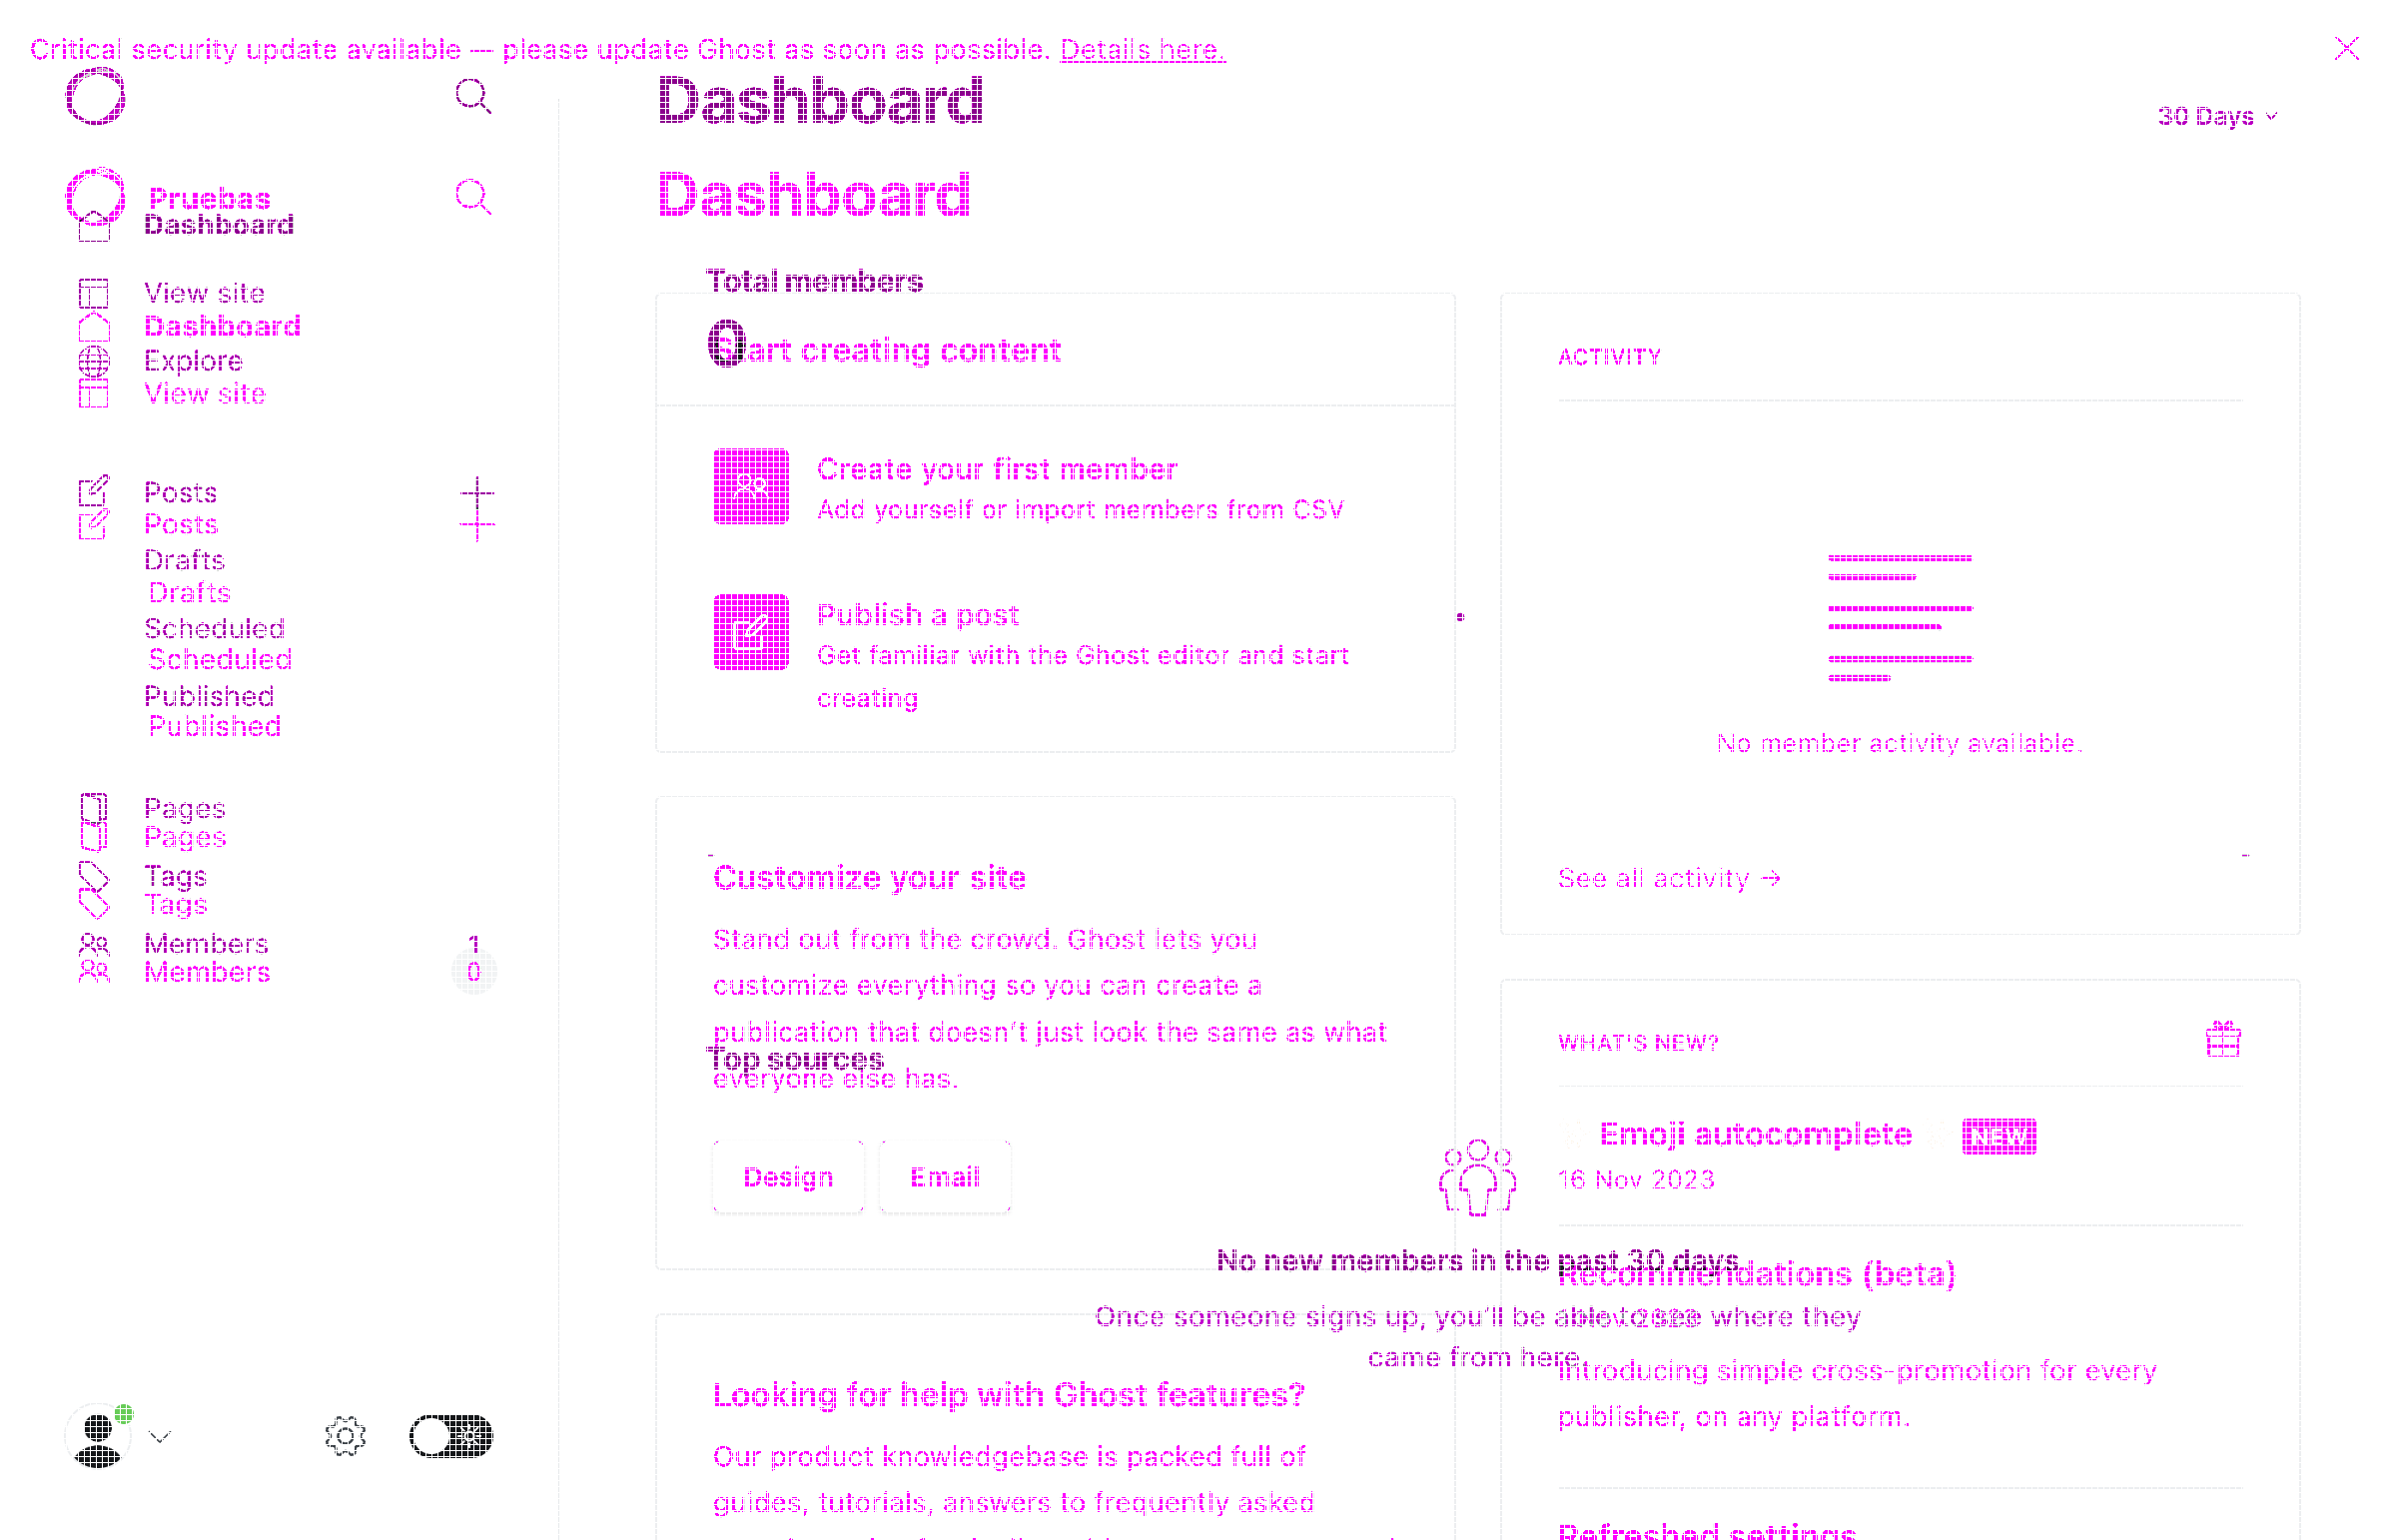 Critical security update available — please update Ghost as soon as possible. Details here.
Dashboard
30 Days
Pruebas
Dashboard
Dashboard
Total members
View site
Dashboard
Explore
View site
0
Start creating content
ACTIVITY
Create your first member
Add yourself or import members from CSV
Posts
Posts
Drafts
Drafts
Scheduled
Scheduled
Published
Published
Publish a post
Get familiar with the Ghost editor and start
creating
No member activity available.
Pages
Pages
Tags
Tags
Members 1
Members 0
Customize your site
Stand out from the crowd. Ghost lets you
customize everything so you can create a
publication that doesn’t just look the same as what
Top sources
everyone else has.
Design
Email
See all activity →
WHAT'S NEW?
Emoji autocomplete NEW
16 Nov 2023
No new members in the past 30 days
Recommendations (beta)
Once someone signs up, you’ll be able to see where they
came from here.
Introducing simple cross-promotion for every
publisher, on any platform.
Looking for help with Ghost features?
Our product knowledgebase is packed full of
guides, tutorials, answers to frequently asked
Refreshed settings